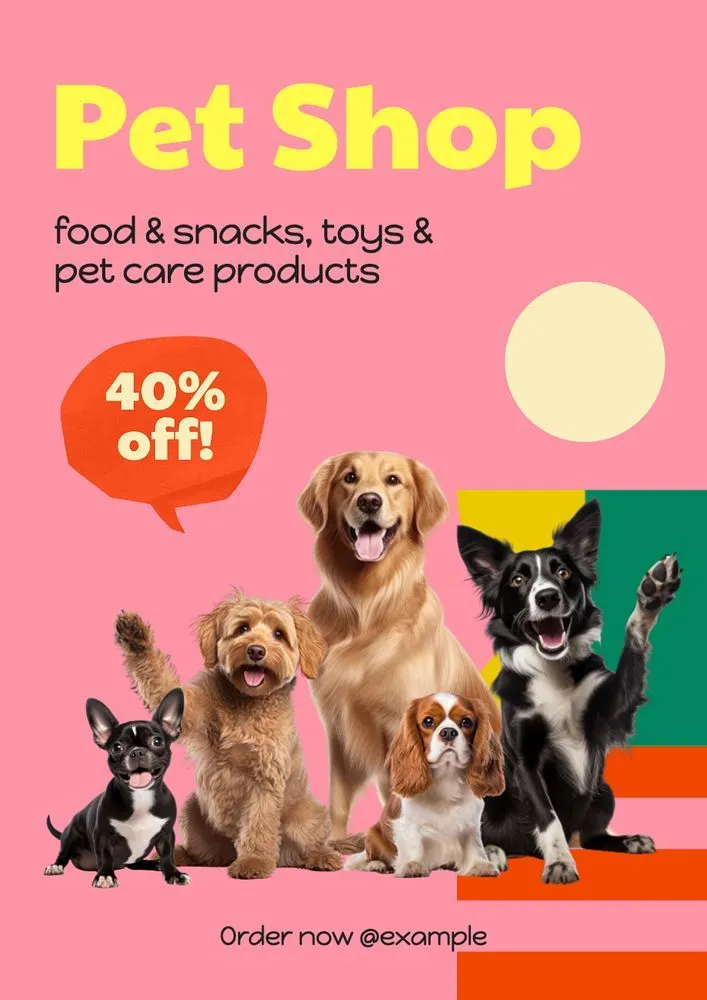 Pet Shop
food & snacks, toys &
pet care products
40%
off!
Order now @example